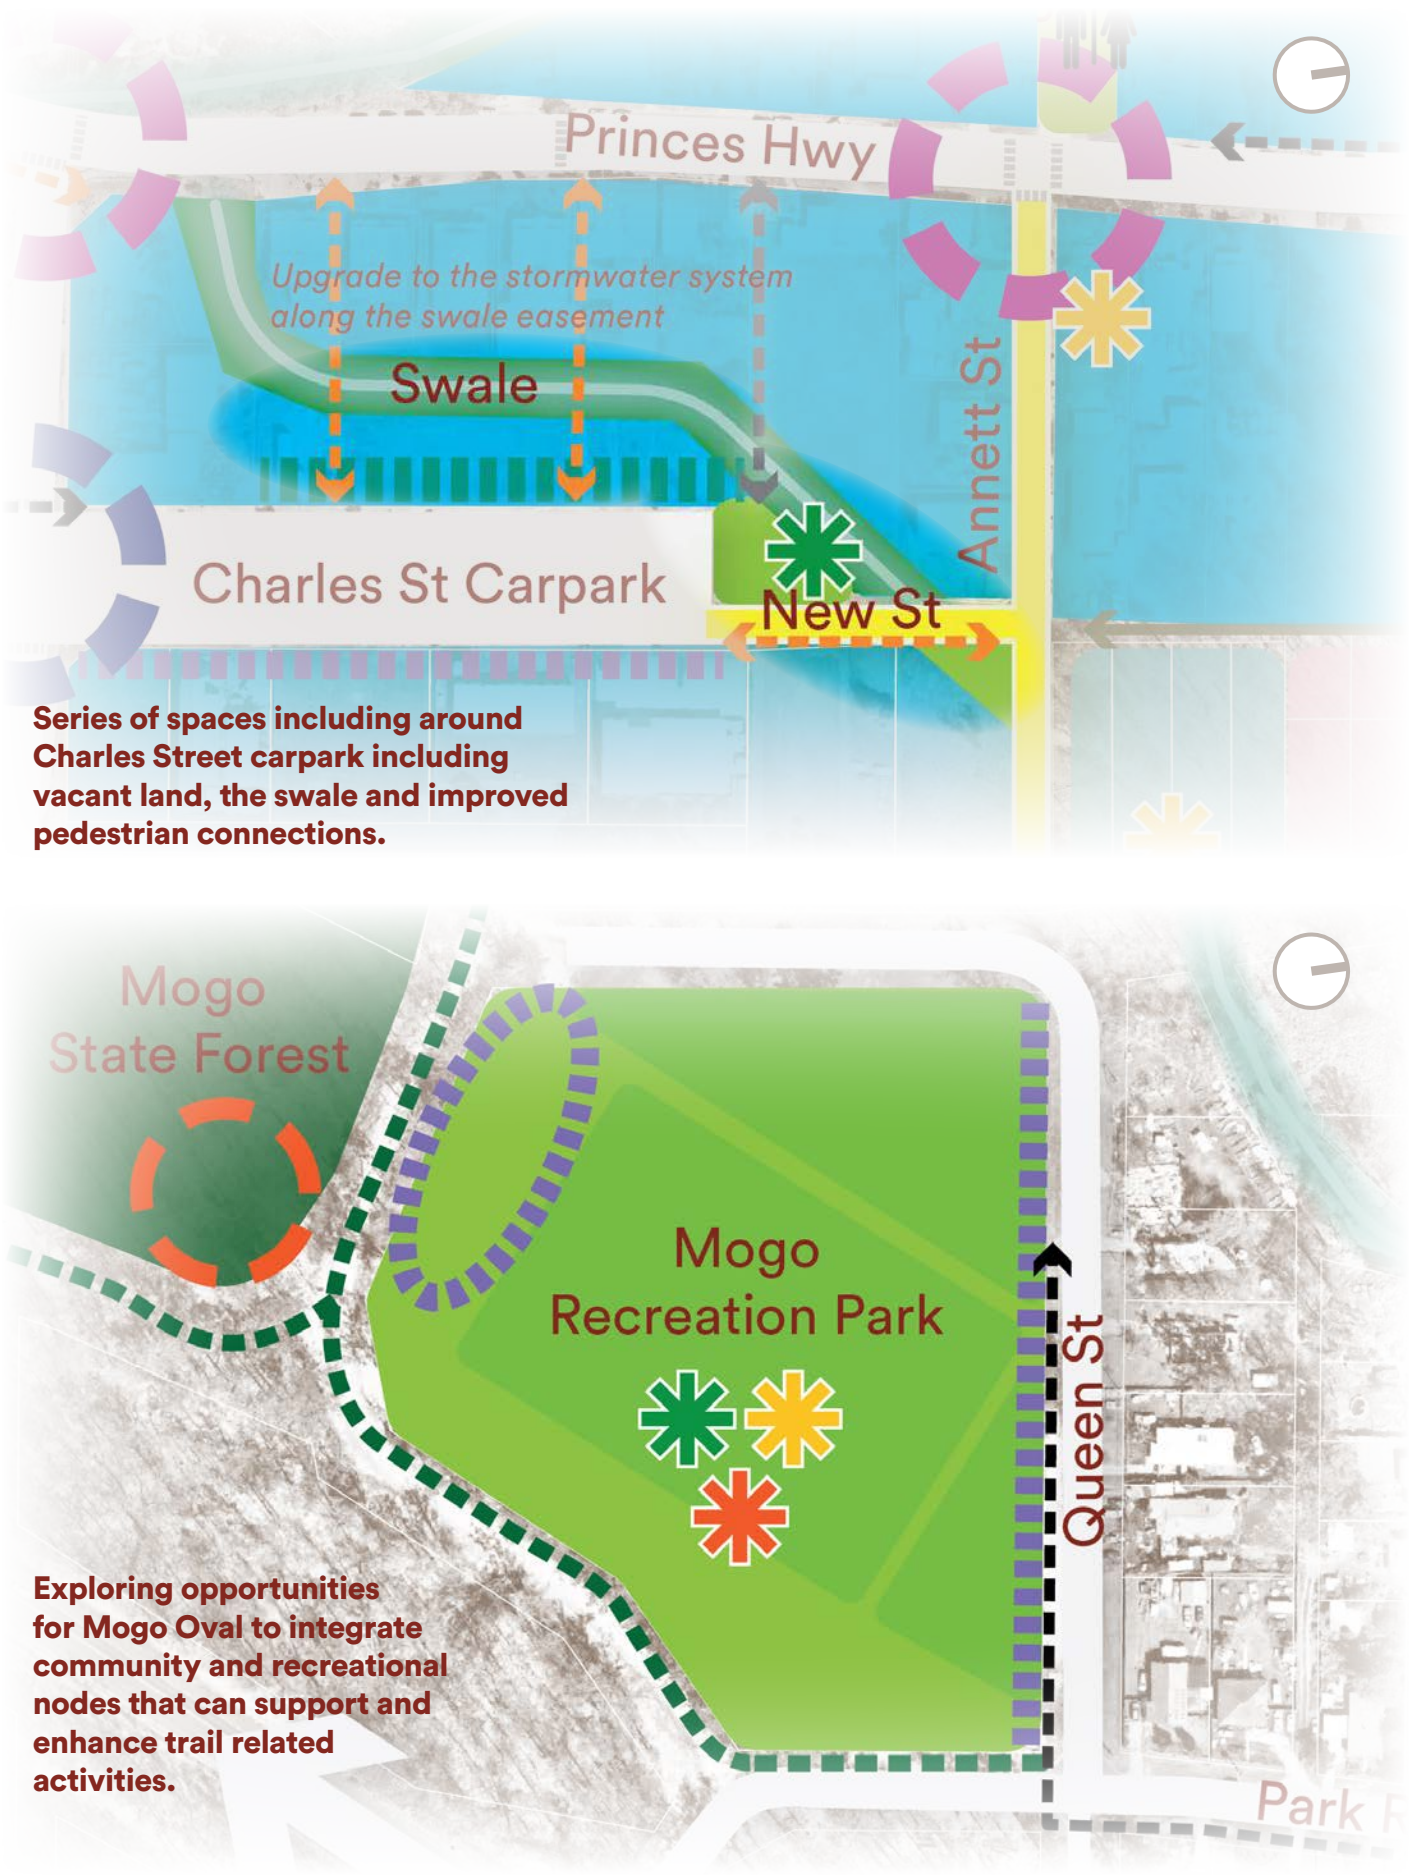 Princes Hwy
Upgrade to the stormwater system
along the swale easement
Swale
Annett St
Charles St Carpark
New St
Series of spaces including around
Charles Street carpark including
vacant land, the swale and improved
pedestrian connections.
Mogo
State Forest
Mogo
Recreation Park
Queen St
Exploring opportunities
for Mogo Oval to integrate
community and recreational
nodes that can support and
enhance trail related
activities.
Park R